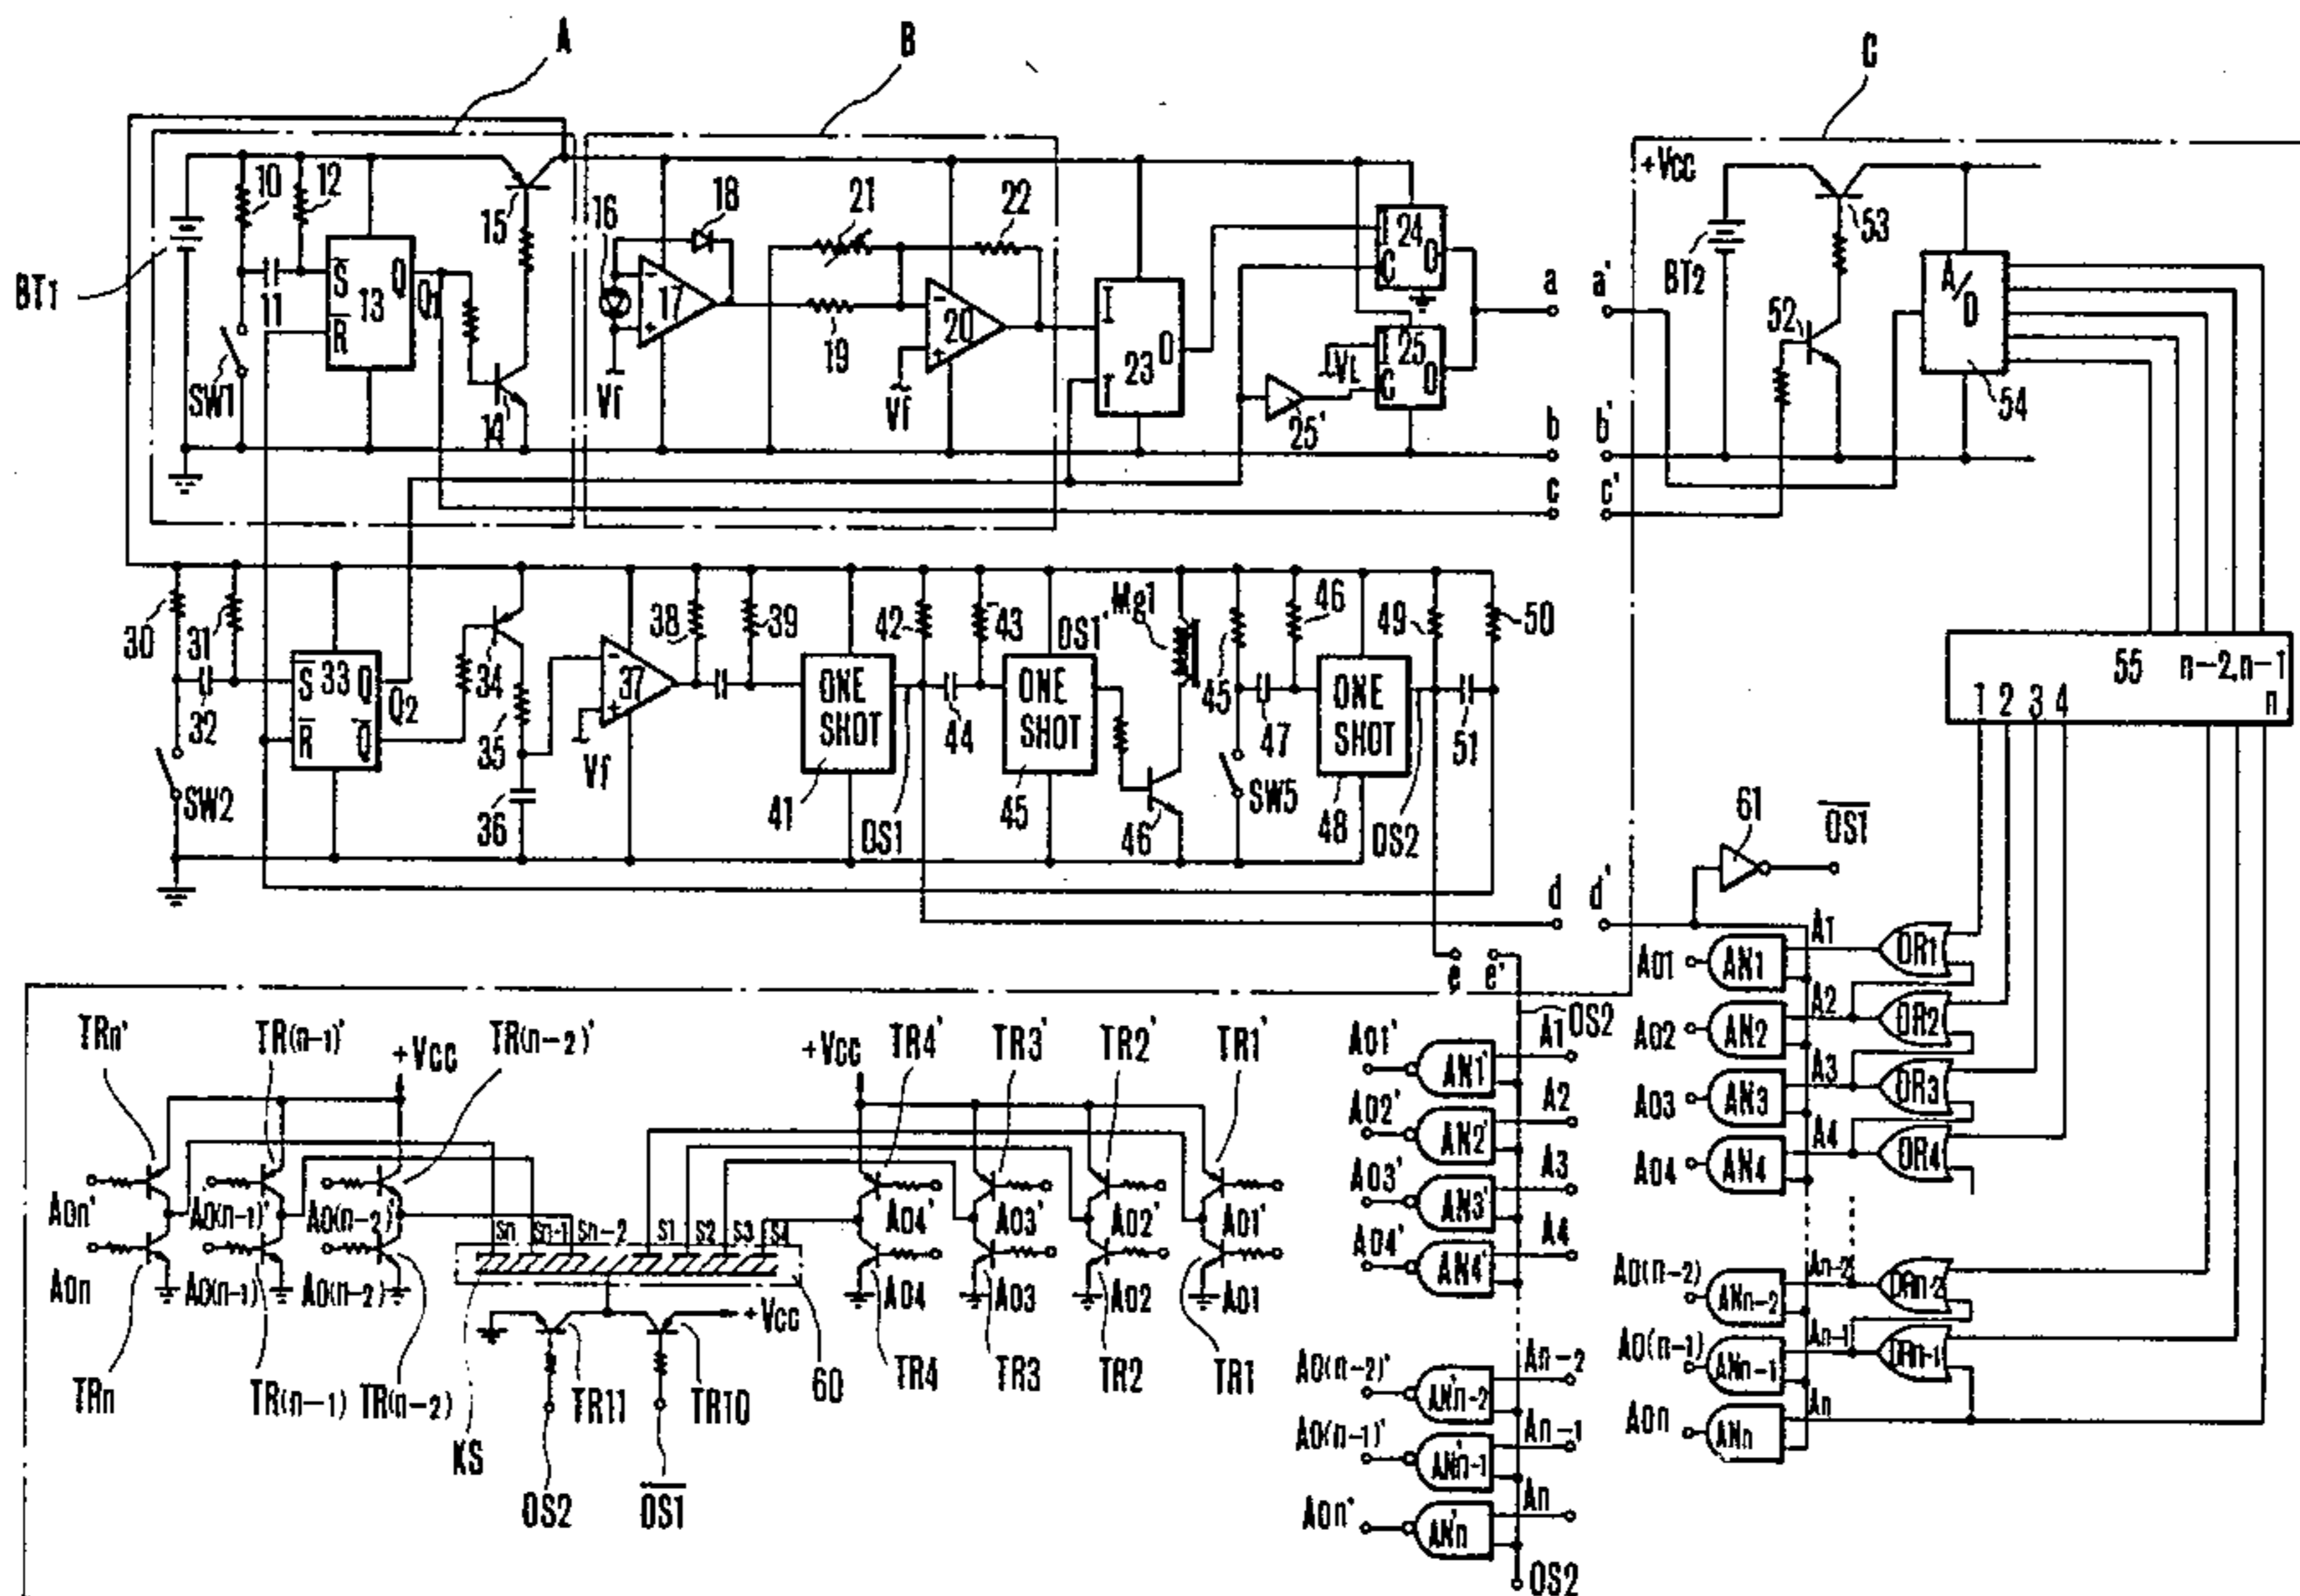 A
B
C
+Vcc
10
12
15
16
18
21
22
24
I
C
O
53
BT1
11
S
Q
13
R
Q1
SW1
14'
17
-
+
Vf
19
20
-
+
Vf
I
O
23
T
VL
25
I
C
O
25'
a
a'
b
b'
c
c'
BT2
52
A/D
54
30
31
32
SW2
S
33
Q
R
Q
Q2
34
35
36
37
-
+
Vf
38
39
ONE SHOT
41
OS1
42
43
44
OS1'
ONE SHOT
45
Mg1
46
45
46
47
SW5
ONE SHOT
48
OS2
49
50
51
55
n-2,n-1
1
2
3
4
n
61
OS1
d
d'
e
e'
OS2
A01
AN1
A1
OR1
A02
AN2
A2
OR2
A03
AN3
A3
OR3
A04
AN4
A4
OR4
A0(n-2)
ANn-2
An-2
ORn-2
A0(n-1)
ANn-1
An-1
ORn-1
A0n
ANn
An
A01'
AN1'
A1
A02'
AN2'
A2
A03'
AN3'
A3
A04'
AN4'
A4
A0(n-2)'
AN'n-2
An-2
A0(n-1)'
AN'n-1
An-1
A0n'
AN'n
An
OS2
TRn'
TR(n-1)'
TR(n-2)'
+Vcc
+Vcc
TR4'
TR3'
TR2'
TR1'
A0n'
A0(n-1)'
A0(n-2)'
A04'
A03'
A02'
A01'
Sn
Sn-1
Sn-2
S1
S2
S3
S4
A0n
A0(n-1)
A0(n-2)
A04
A03
A02
A01
+Vcc
TRn
TR(n-1)
TR(n-2)
KS
TR11
TR10
60
TR4
TR3
TR2
TR1
OS2
OS1